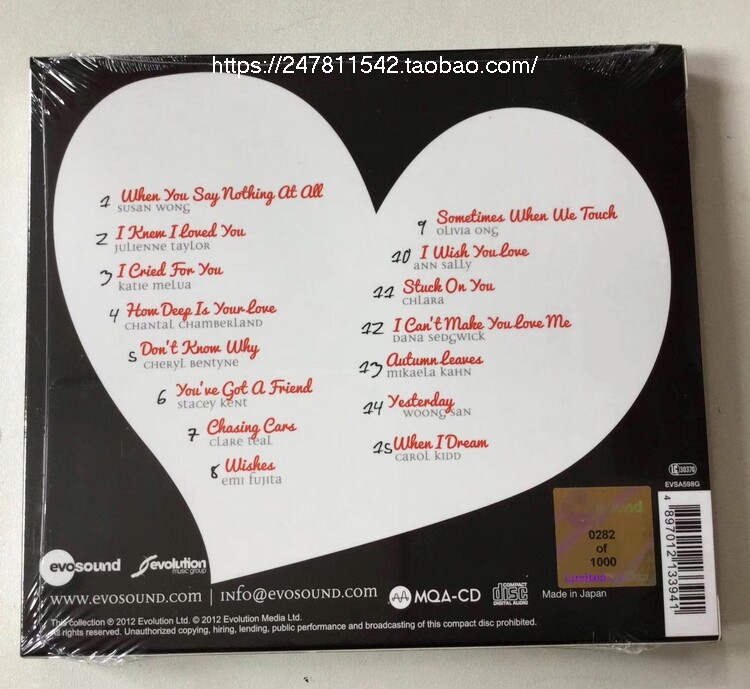 https://247811542.taobao.com/
1 When You Say Nothing At All
SUSAN WONG
2 I Knew I Loved You
JULIENNE TAYLOR
3 I Cried For You
KATIE MELUA
4 How Deep Is Your Love
CHANTAL CHAMBERLAND
5 Don't Know Why
CHERYL BENTYNE
6 You've Got A Friend
STACEY KENT
7 Chasing Cars
CLARE TEAL
8 Wishes
EMI FUJITA
9 Sometimes When We Touch
OLIVIA ONG
10 I Wish You Love
ANN SALLY
11 Stuck On You
CHLARA
12 I Can't Make You Love Me
DANA SEDGWICK
13 Autumn Leaves
MIKAELA KAHN
14 Yesterday
WOONG SAN
15 When I Dream
CAROL KIDD
LC 30370
EVSA598G
4 897012 133941
0282
of
1000
Limited
evosound
evolution
music group
www.evosound.com | info@evosound.com
MQA-CD
COMPACT
disc
DIGITAL AUDIO
Made in Japan
This collection ℗ 2012 Evolution Ltd. © 2012 Evolution Media Ltd.
All rights reserved. Unauthorized copying, hiring, lending, public performance and broadcasting of this compact disc prohibited.